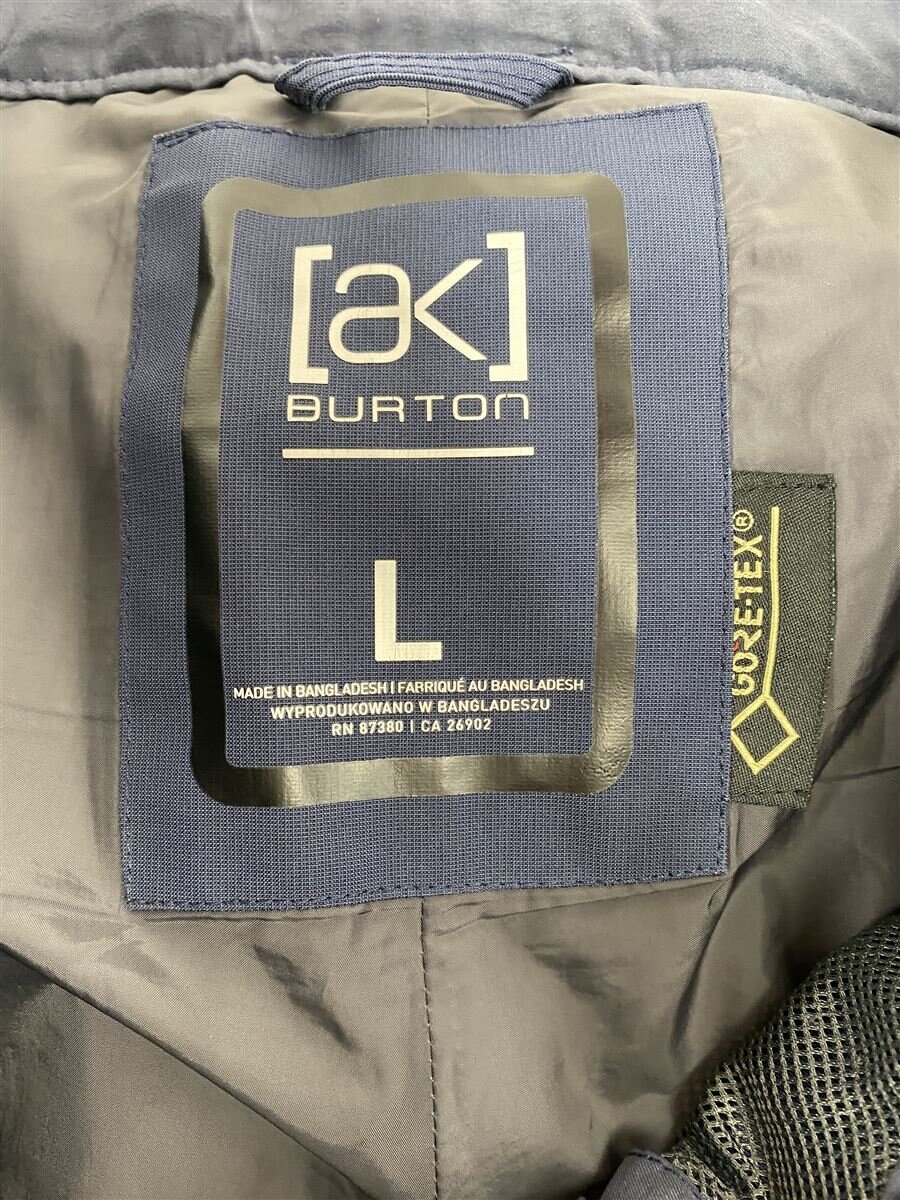 [ak]
BURTON
L
MADE IN BANGLADESH | FARRIQUÉ AU BANGLADESH
WYPRODUKOWANO W BANGLADESZU
RN 87380 | CA 26902
GORE-TEX®